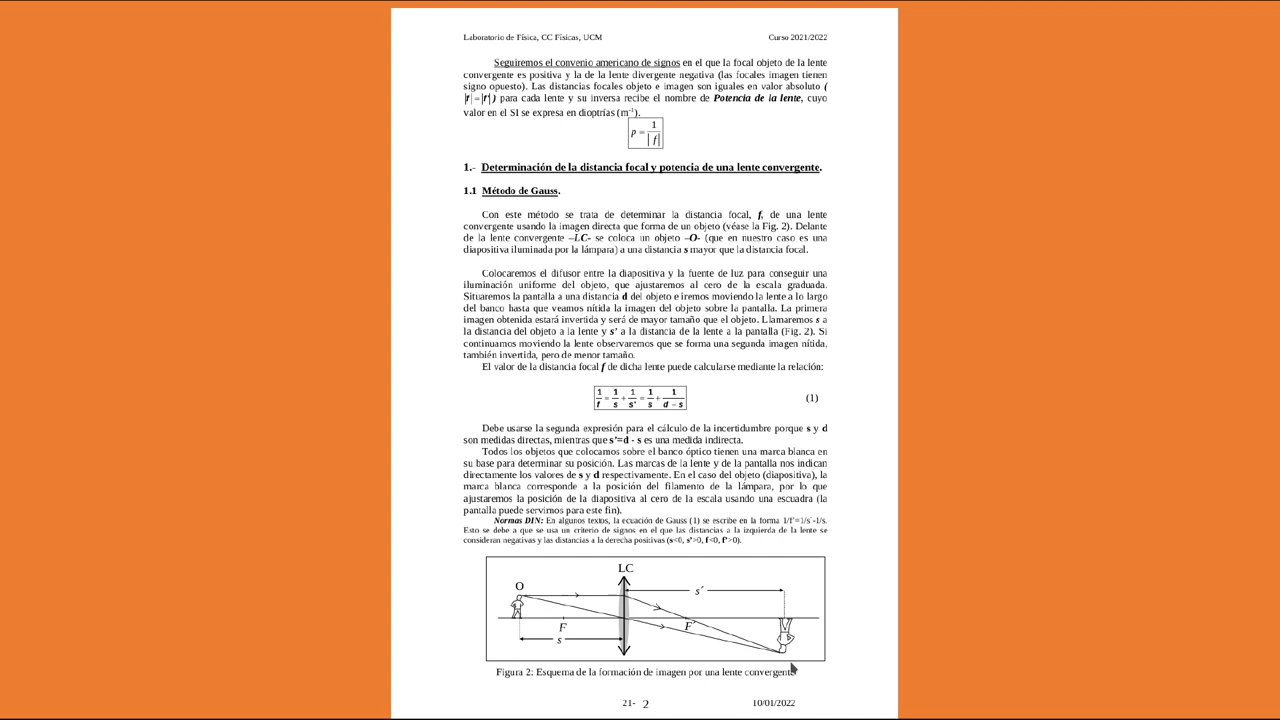 Laboratorio de Física, CC Físicas, UCM Curso 2021/2022
Seguiremos el convenio americano de signos en el que la focal objeto de la lente
convergente es positiva y la de la lente divergente negativa (las focales imagen tienen
signo opuesto). Las distancias focales objeto e imagen son iguales en valor absoluto (
|f|=|f'|) para cada lente y su inversa recibe el nombre de Potencia de la lente, cuyo
valor en el SI se expresa en dioptrías (m⁻¹).
p = 1/|f|
1.- Determinación de la distancia focal y potencia de una lente convergente.
1.1 Método de Gauss.
Con este método se trata de determinar la distancia focal, f, de una lente
convergente usando la imagen directa que forma de un objeto (véase la Fig. 2). Delante
de la lente convergente –LC- se coloca un objeto –O- (que en nuestro caso es una
diapositiva iluminada por la lámpara) a una distancia s mayor que la distancia focal.
Colocaremos el difusor entre la diapositiva y la fuente de luz para conseguir una
iluminación uniforme del objeto, que ajustaremos al cero de la escala graduada.
Situaremos la pantalla a una distancia d del objeto e iremos moviendo la lente a lo largo
del banco hasta que veamos nítida la imagen del objeto sobre la pantalla. La primera
imagen obtenida estará invertida y será de mayor tamaño que el objeto. Llamaremos s a
la distancia del objeto a la lente y s' a la distancia de la lente a la pantalla (Fig. 2). Si
continuamos moviendo la lente observaremos que se forma una segunda imagen nítida,
también invertida, pero de menor tamaño.
El valor de la distancia focal f de dicha lente puede calcularse mediante la relación:
1/f = 1/s + 1/s' = 1/s + 1/(d − s) (1)
Debe usarse la segunda expresión para el cálculo de la incertidumbre porque s y d
son medidas directas, mientras que s'=d - s es una medida indirecta.
Todos los objetos que colocamos sobre el banco óptico tienen una marca blanca en
su base para determinar su posición. Las marcas de la lente y de la pantalla nos indican
directamente los valores de s y d respectivamente. En el caso del objeto (diapositiva), la
marca blanca corresponde a la posición del filamento de la lámpara, por lo que
ajustaremos la posición de la diapositiva al cero de la escala usando una escuadra (la
pantalla puede servirnos para este fin).
Normas DIN: En algunos textos, la ecuación de Gauss (1) se escribe en la forma 1/f'=1/s´-1/s.
Esto se debe a que se usa un criterio de signos en el que las distancias a la izquierda de la lente se
consideran negativas y las distancias a la derecha positivas (s<0, s'>0, f<0, f'>0).
LC
O
s´
F
F´
s
Figura 2: Esquema de la formación de imagen por una lente convergente
21- 2 10/01/2022